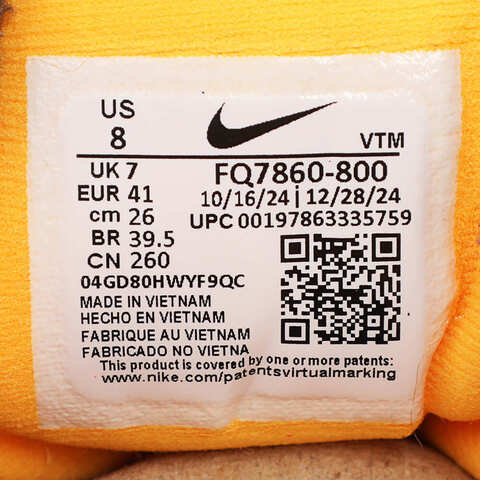 US
8
VTM
UK 7
FQ7860-800
EUR 41
10/16/24 | 12/28/24
cm 26
UPC 00197863335759
BR 39.5
CN 260
04GD80HWYF9QC
MADE IN VIETNAM
HECHO EN VIETNAM
FABRIQUE AU VIETNAM
FABRICADO NO VIETNA
This product is covered by one or more patents:
www.nike.com/patentsvirtualmarking